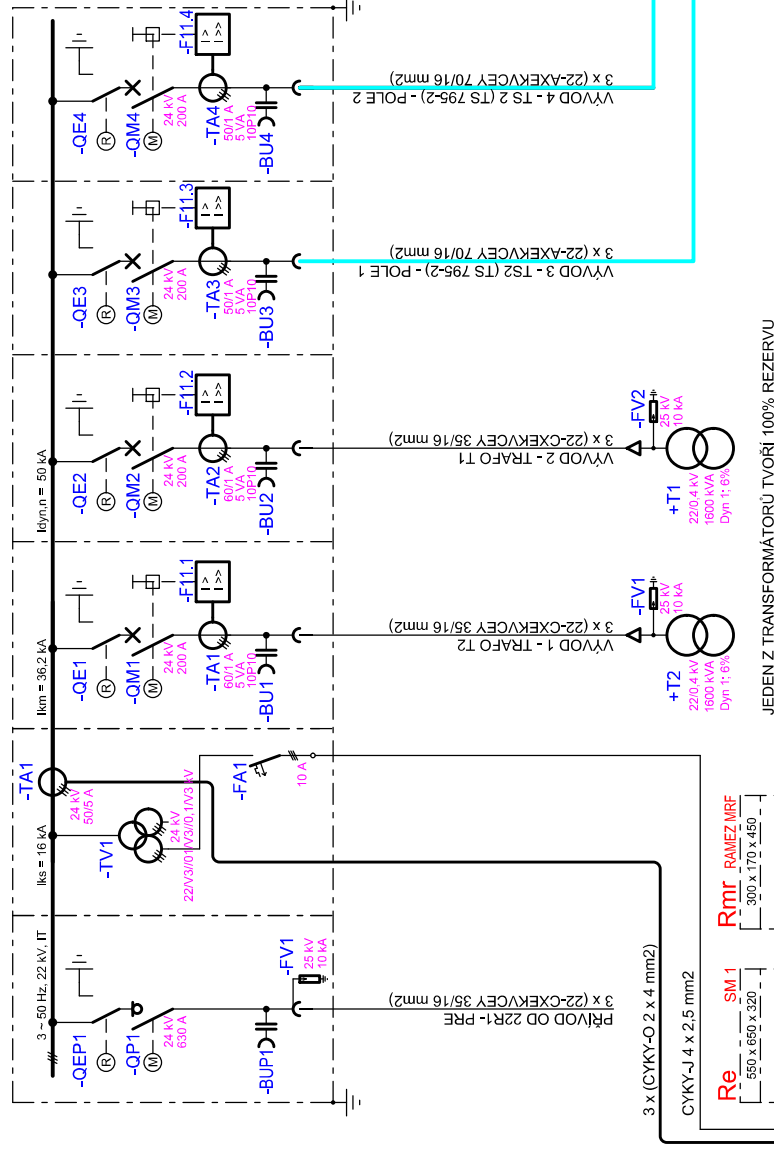 3 ~ 50 Hz, 22 kV, IT
Iks = 16 kA
Ikm = 36,2 kA
Idyn,n = 50 kA
-QEP1
R
-QP1
M
24 kV
630 A
-BUP1
-FV1
25 kV
10 kA
PŘÍVOD OD 22R1- PRE
3 x (22-CXEKVCEY 35/16 mm2)
-TA1
24 kV
50/5 A
-TV1
24 kV
22/V3//01/V3//0,1/V3 kV
-FA1
10 A
-QE1
R
-QM1
M
24 kV
200 A
-F11.1
I >
I >>
-TA1
60/1 A
5 VA
10P10
-BU1
VÝVOD 1 - TRAFO T2
3 x (22-CXEKVCEY 35/16 mm2)
-FV1
25 kV
10 kA
+T2
22/0,4 kV
1600 kVA
Dyn 1; 6%
-QE2
R
-QM2
M
24 kV
200 A
-F11.2
I >
I >>
-TA2
60/1 A
5 VA
10P10
-BU2
VÝVOD 2 - TRAFO T1
3 x (22-CXEKVCEY 35/16 mm2)
-FV2
25 kV
10 kA
+T1
22/0,4 kV
1600 kVA
Dyn 1; 6%
-QE3
R
-QM3
M
24 kV
200 A
-F11.3
I >
I >>
-TA3
50/1 A
5 VA
10P10
-BU3
VÝVOD 3 - TS2 (TS 795-2) - POLE 1
3 x (22-AXEKVCEY 70/16 mm2)
-QE4
R
-QM4
M
24 kV
200 A
-F11.4
I >
I >>
-TA4
50/1 A
5 VA
10P10
-BU4
VÝVOD 4 - TS 2 (TS 795-2) - POLE 2
3 x (22-AXEKVCEY 70/16 mm2)
JEDEN Z TRANSFORMÁTORŮ TVOŘÍ 100% REZERVU
3 x (CYKY-O 2 x 4 mm2)
CYKY-J 4 x 2,5 mm2
Re SM 1
550 x 650 x 320
Rmr RAMEZ MRF
300 x 170 x 450